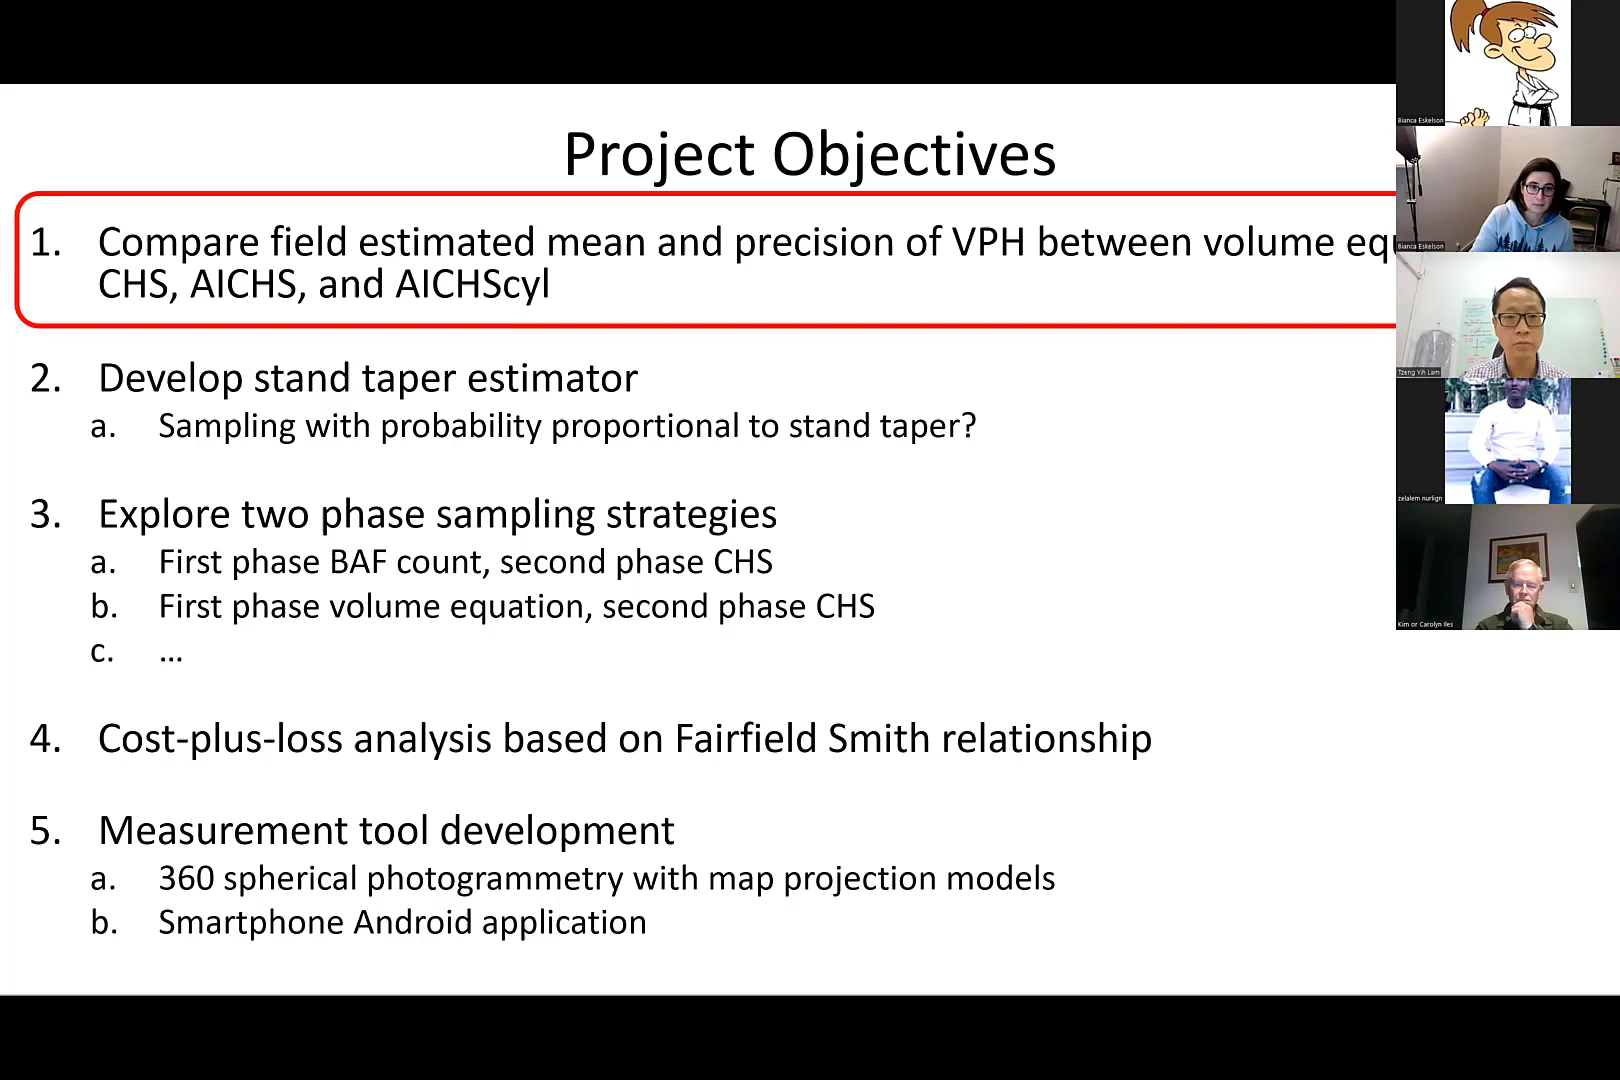 Project Objectives
1. Compare field estimated mean and precision of VPH between volume equ
CHS, AICHS, and AICHScyl
2. Develop stand taper estimator
a. Sampling with probability proportional to stand taper?
3. Explore two phase sampling strategies
a. First phase BAF count, second phase CHS
b. First phase volume equation, second phase CHS
c. ...
4. Cost-plus-loss analysis based on Fairfield Smith relationship
5. Measurement tool development
a. 360 spherical photogrammetry with map projection models
b. Smartphone Android application
Bianca Eskelson
Bianca Eskelson
Tzeng Yih Lam
zelalem nurlign
Kim or Carolyn Iles